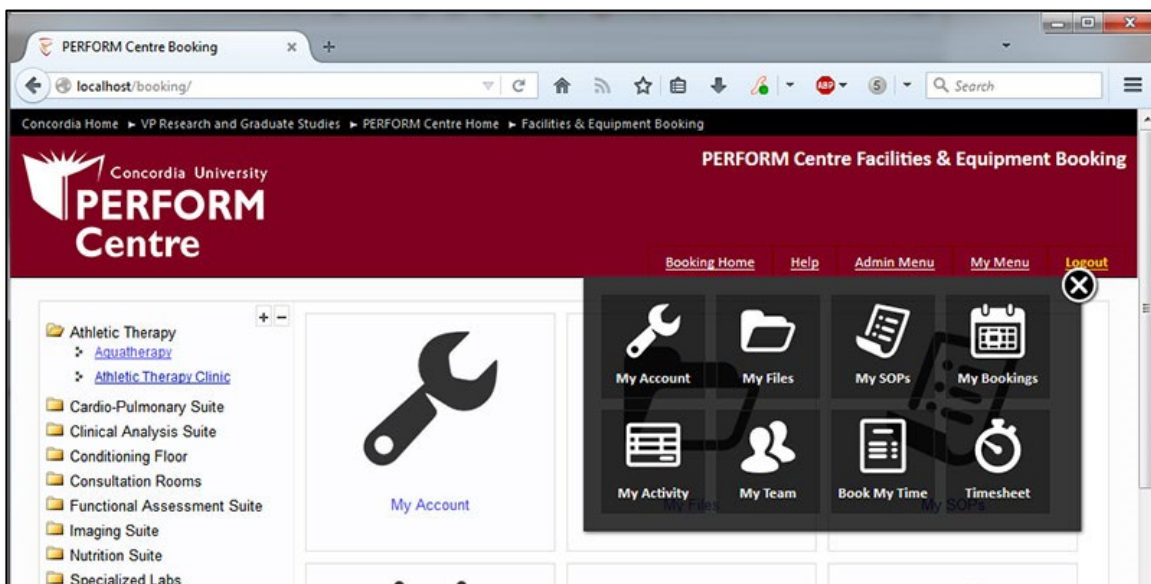 PERFORM Centre Booking
localhost/booking/
ABP
S
Search
Concordia Home ► VP Research and Graduate Studies ► PERFORM Centre Home ► Facilities & Equipment Booking
Concordia University
PERFORM
Centre
PERFORM Centre Facilities & Equipment Booking
Booking Home Help Admin Menu My Menu Logout
+ -
Athletic Therapy
Aquatherapy
Athletic Therapy Clinic
Cardio-Pulmonary Suite
Clinical Analysis Suite
Conditioning Floor
Consultation Rooms
Functional Assessment Suite
Imaging Suite
Nutrition Suite
Specialized Labs
My Account
My Files
My SOPs
My Account My Files My SOPs My Bookings
My Activity My Team Book My Time Timesheet